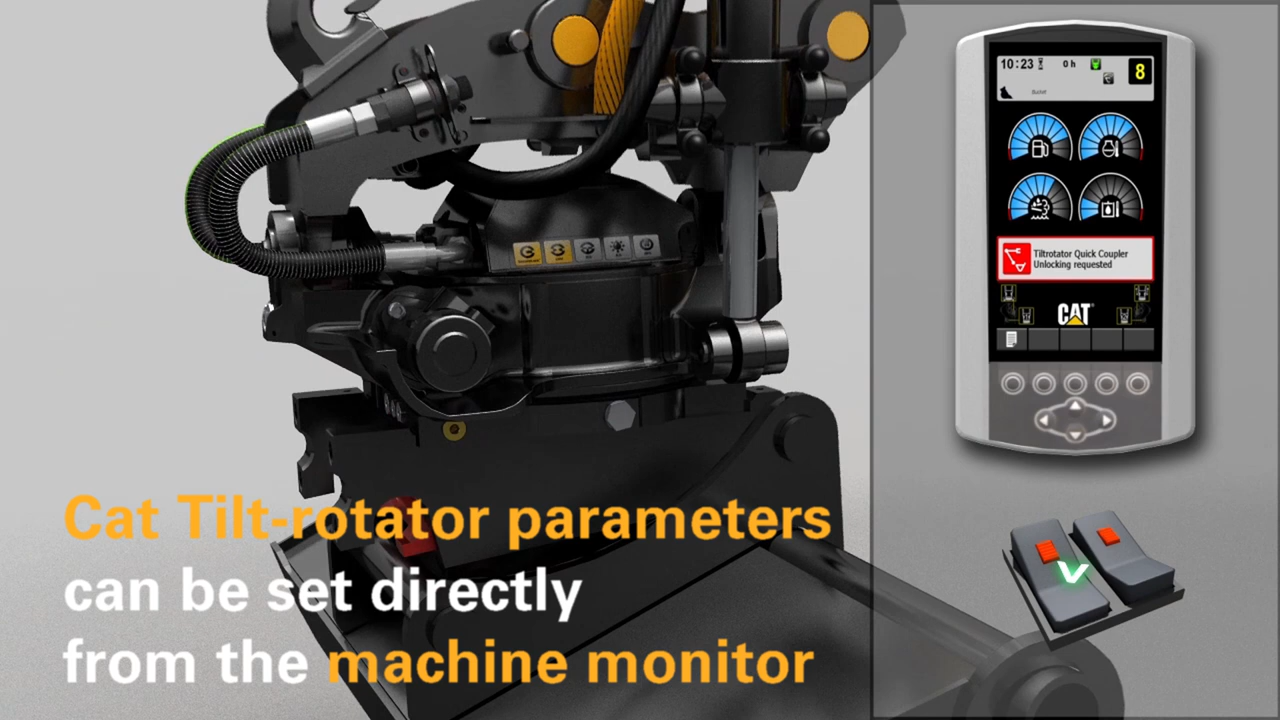 10:23
0 h
8
Bucket
Tiltrotator Quick Coupler
Unlocking requested
CAT
Cat Tilt-rotator parameters
can be set directly
from the machine monitor